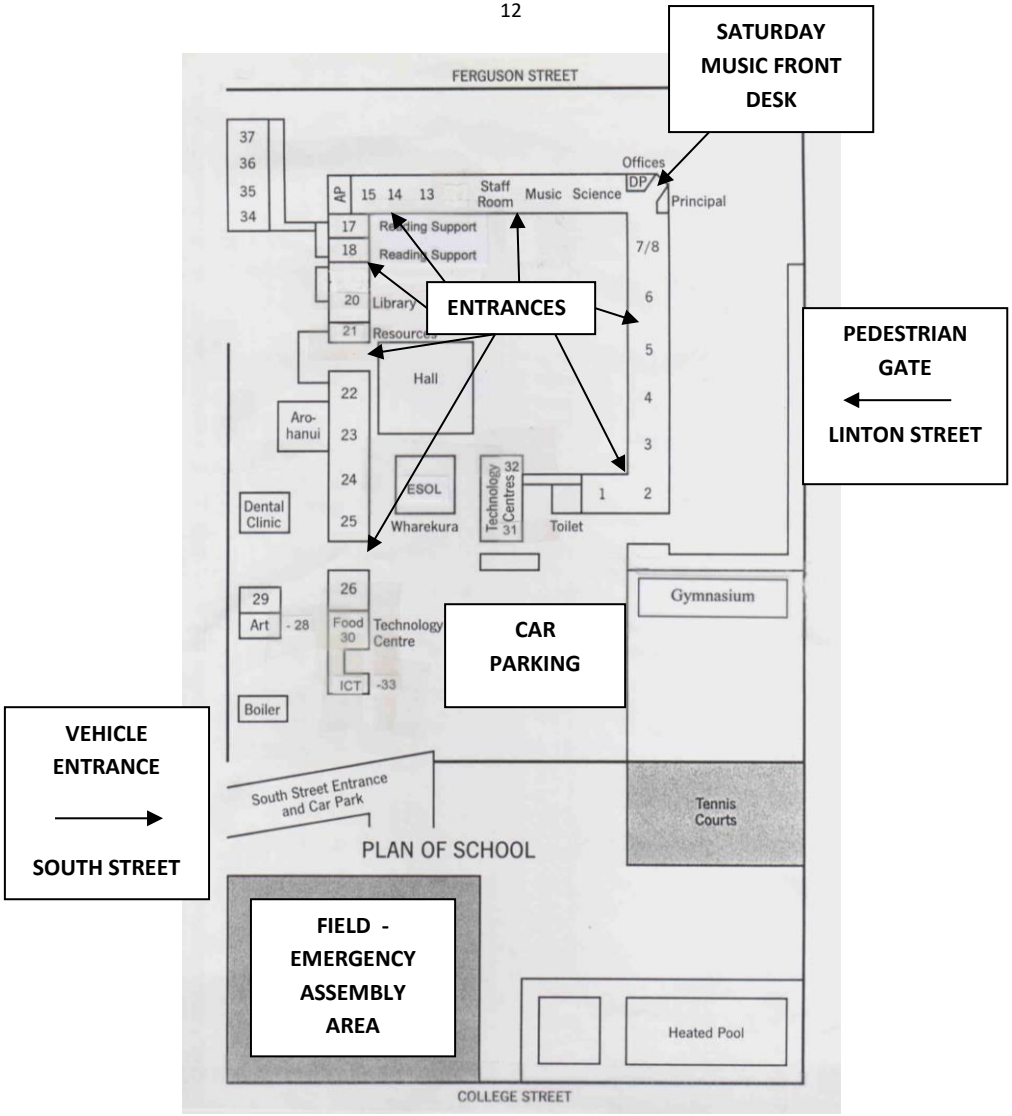 12
SATURDAY
MUSIC FRONT
DESK
FERGUSON STREET
37
36
35
34
Offices
DP
Principal
AP
15 14 13
Staff
Room
Music
Science
17
Reading Support
18
Reading Support
7/8
20
Library
21
Resources
ENTRANCES
6
5
4
3
2
1
Hall
22
23
24
25
Aro-
hanui
Dental
Clinic
ESOL
Wharekura
Technology
Centres
32
31
Toilet
PEDESTRIAN
GATE
LINTON STREET
26
29
Art
- 28
Food
30
Technology
Centre
ICT
-33
Boiler
CAR
PARKING
Gymnasium
VEHICLE
ENTRANCE
SOUTH STREET
South Street Entrance
and Car Park
Tennis
Courts
PLAN OF SCHOOL
FIELD -
EMERGENCY
ASSEMBLY
AREA
Heated Pool
COLLEGE STREET